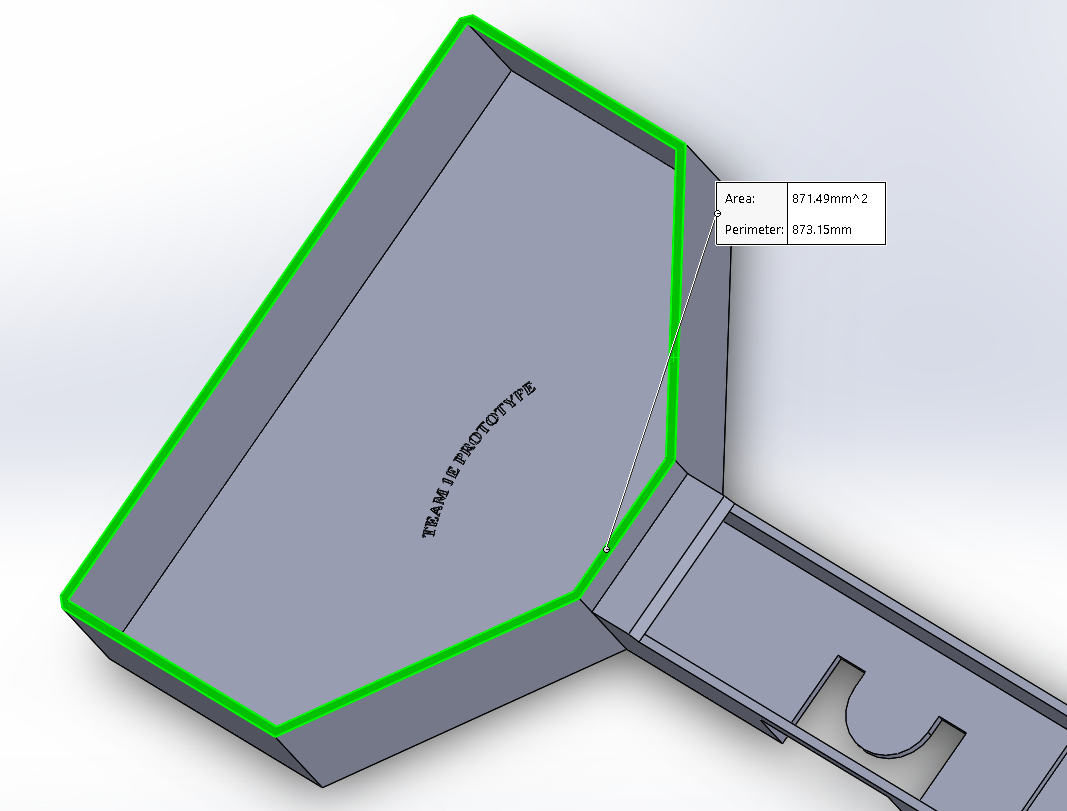 Area: 871.49mm^2
Perimeter: 873.15mm
TEAM 1E PROTOTYPE